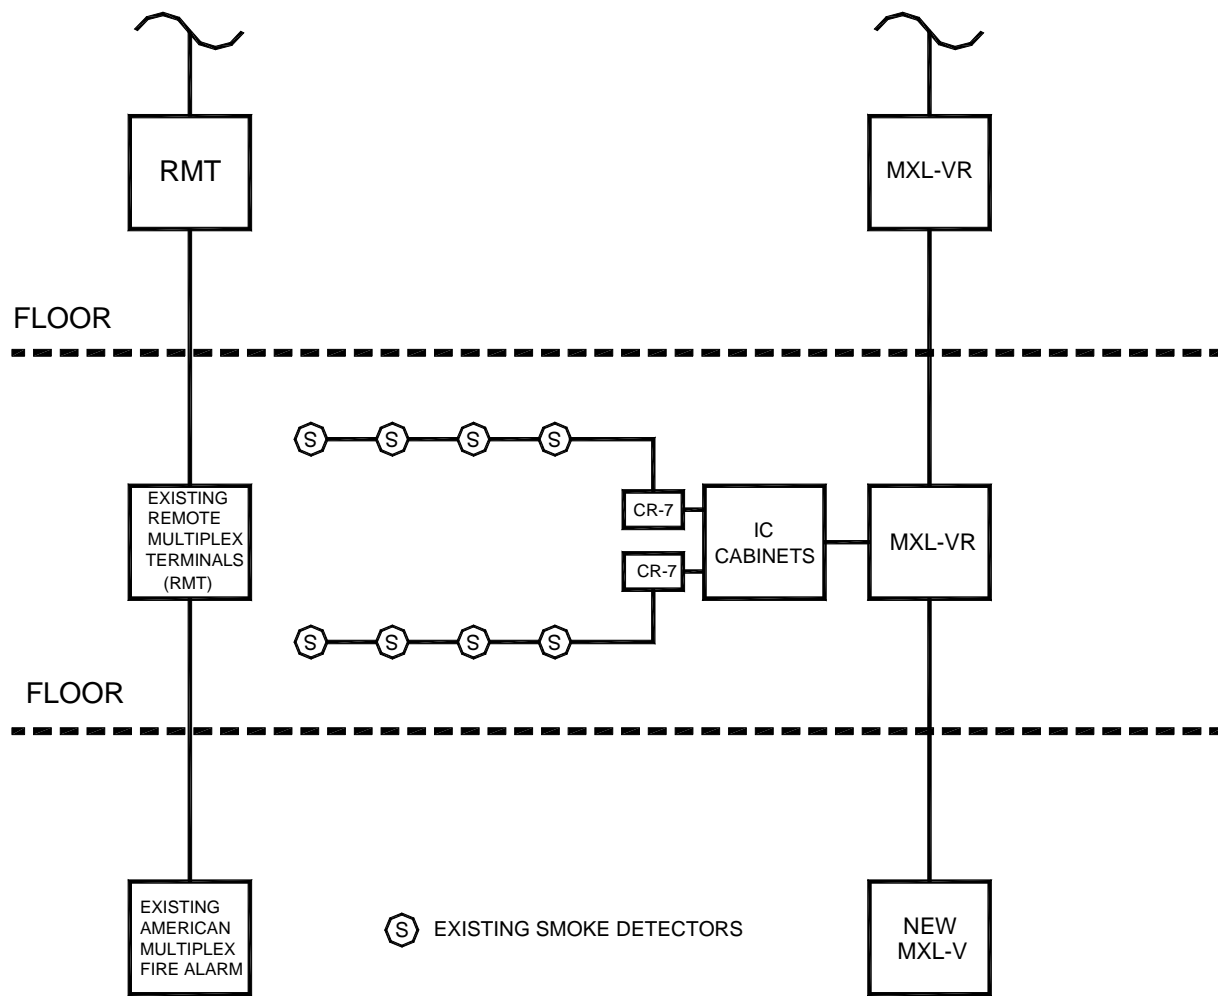 RMT
MXL-VR
FLOOR
S S S S
EXISTING
REMOTE
MULTIPLEX
TERMINALS
(RMT)
CR-7
CR-7
IC
CABINETS
MXL-VR
S S S S
FLOOR
EXISTING
AMERICAN
MULTIPLEX
FIRE ALARM
S EXISTING SMOKE DETECTORS
NEW
MXL-V